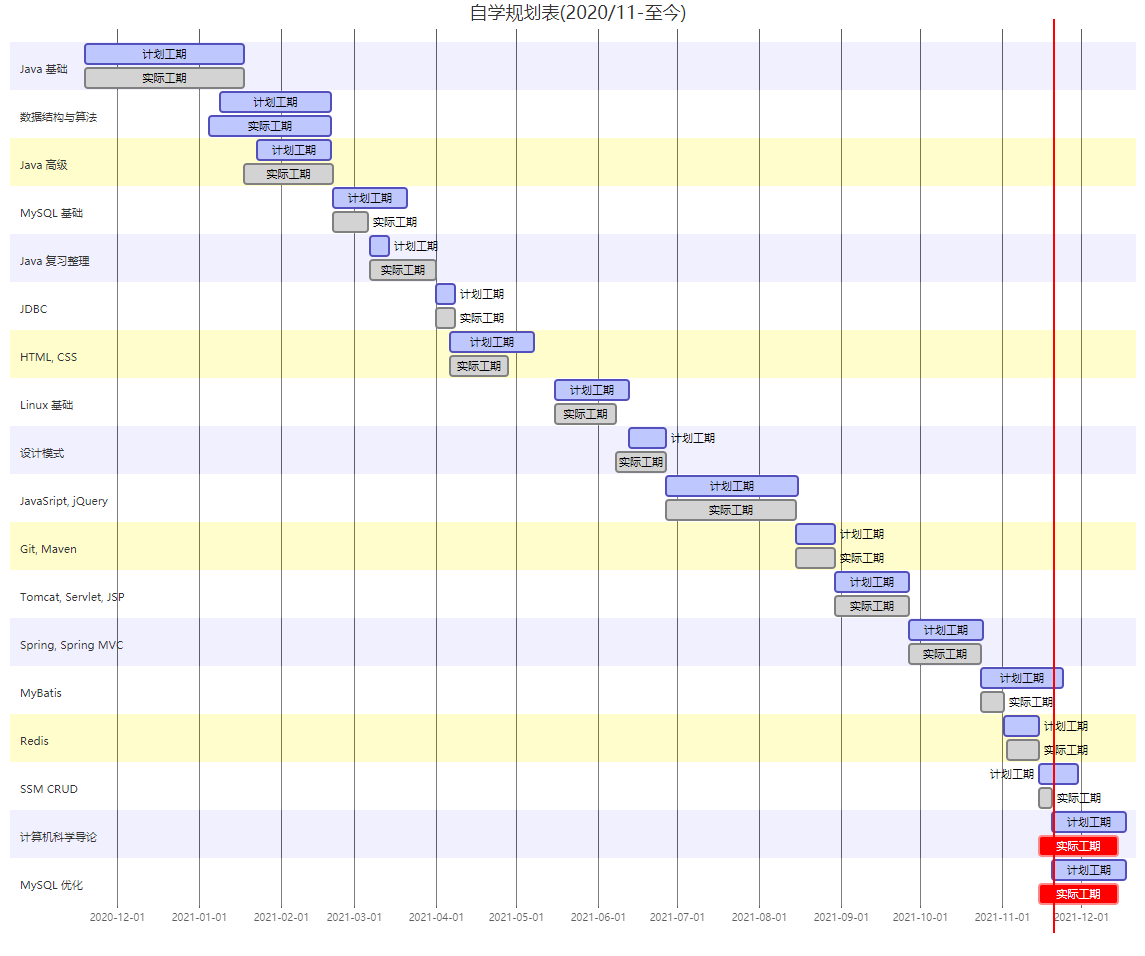 自学规划表(2020/11-至今)
计划工期
Java 基础
实际工期
计划工期
数据结构与算法
实际工期
计划工期
Java 高级
实际工期
计划工期
MySQL 基础
实际工期
计划工期
Java 复习整理
实际工期
计划工期
JDBC
实际工期
计划工期
HTML, CSS
实际工期
计划工期
Linux 基础
实际工期
计划工期
设计模式
实际工期
计划工期
JavaSript, jQuery
实际工期
计划工期
Git, Maven
实际工期
计划工期
Tomcat, Servlet, JSP
实际工期
计划工期
Spring, Spring MVC
实际工期
计划工期
MyBatis
实际工期
计划工期
Redis
实际工期
计划工期
SSM CRUD
实际工期
计划工期
计算机科学导论
实际工期
计划工期
MySQL 优化
实际工期
2020-12-01 2021-01-01 2021-02-01 2021-03-01 2021-04-01 2021-05-01 2021-06-01 2021-07-01 2021-08-01 2021-09-01 2021-10-01 2021-11-01 2021-12-01